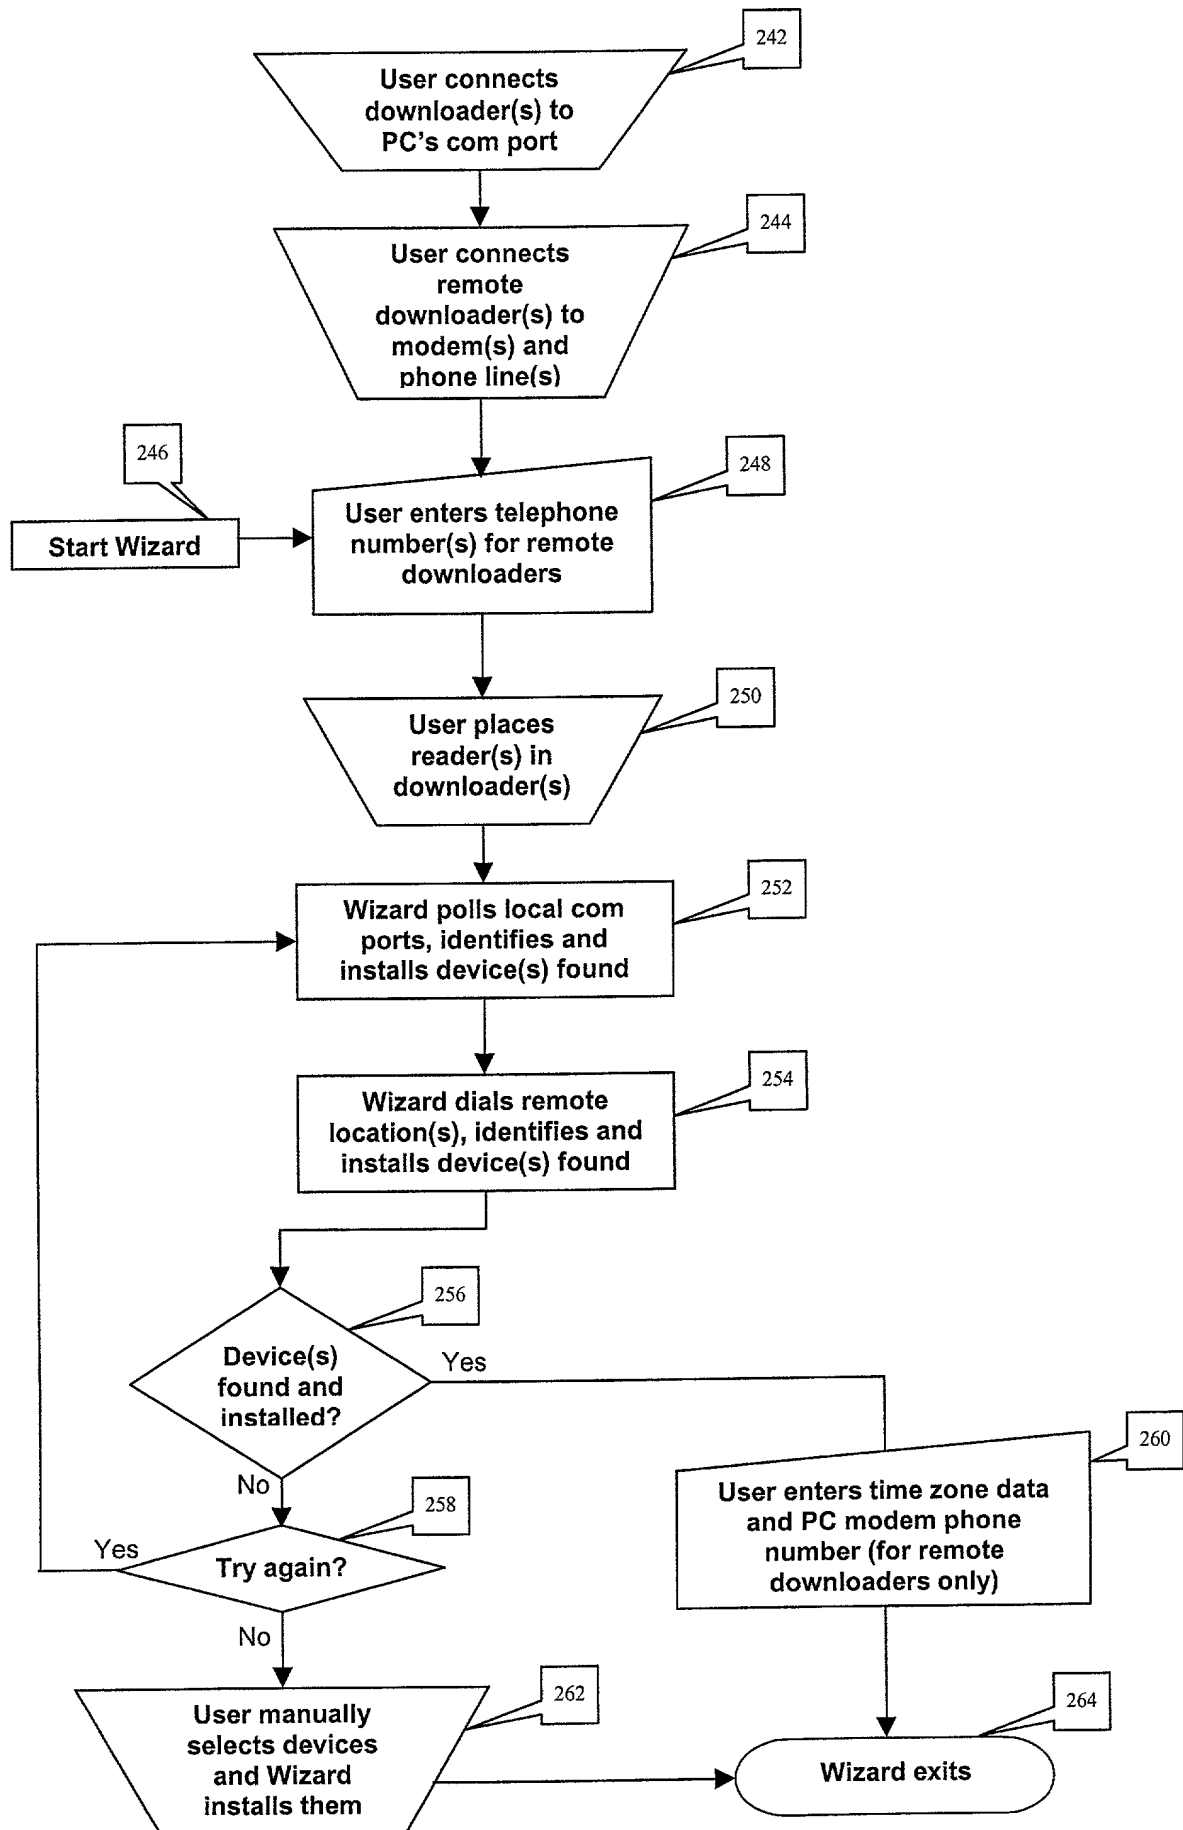 242
User connects
downloader(s) to
PC's com port
244
User connects
remote
downloader(s) to
modem(s) and
phone line(s)
246
Start Wizard
248
User enters telephone
number(s) for remote
downloaders
250
User places
reader(s) in
downloader(s)
252
Wizard polls local com
ports, identifies and
installs device(s) found
254
Wizard dials remote
location(s), identifies and
installs device(s) found
256
Device(s)
found and
installed?
Yes
No
258
Try again?
Yes
No
260
User enters time zone data
and PC modem phone
number (for remote
downloaders only)
262
User manually
selects devices
and Wizard
installs them
264
Wizard exits